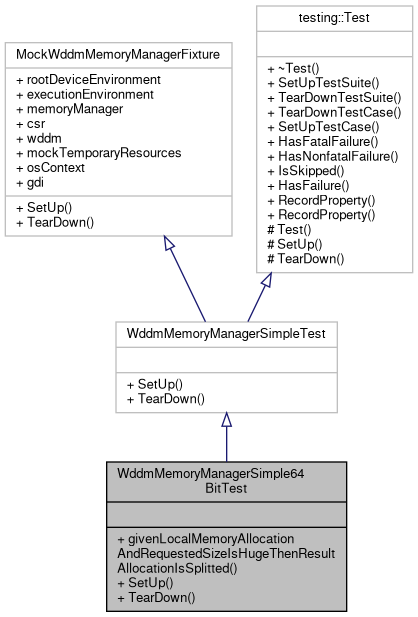 MockWddmMemoryManagerFixture
+ rootDeviceEnvironment
+ executionEnvironment
+ memoryManager
+ csr
+ wddm
+ mockTemporaryResources
+ osContext
+ gdi
+ SetUp()
+ TearDown()
testing::Test
+ ~Test()
+ SetUpTestSuite()
+ TearDownTestSuite()
+ TearDownTestCase()
+ SetUpTestCase()
+ HasFatalFailure()
+ HasNonfatalFailure()
+ IsSkipped()
+ HasFailure()
+ RecordProperty()
+ RecordProperty()
# Test()
# SetUp()
# TearDown()
WddmMemoryManagerSimpleTest
+ SetUp()
+ TearDown()
WddmMemoryManagerSimple64
BitTest
+ givenLocalMemoryAllocation
AndRequestedSizeIsHugeThenResult
AllocationIsSplitted()
+ SetUp()
+ TearDown()